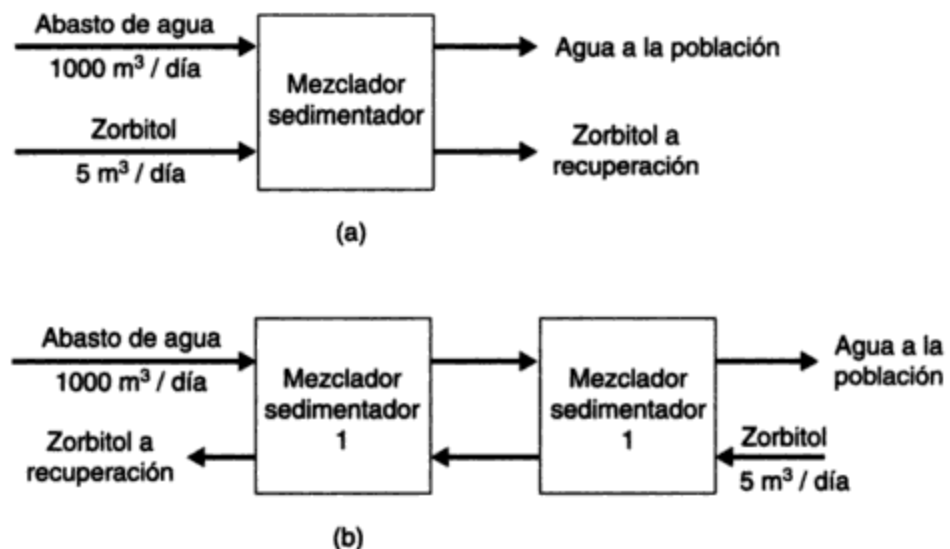 Abasto de agua
1000 m³ / día
Zorbitol
5 m³ / día
Mezclador
sedimentador
Agua a la población
Zorbitol a
recuperación
(a)
Abasto de agua
1000 m³ / día
Zorbitol a
recuperación
Mezclador
sedimentador
1
Mezclador
sedimentador
1
Agua a la
población
Zorbitol
5 m³ / día
(b)